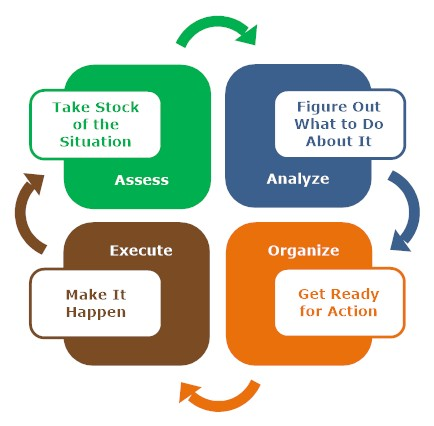 Take Stock
of the
Situation
Assess
Figure Out
What to Do
About It
Analyze
Execute
Make It
Happen
Organize
Get Ready
for Action